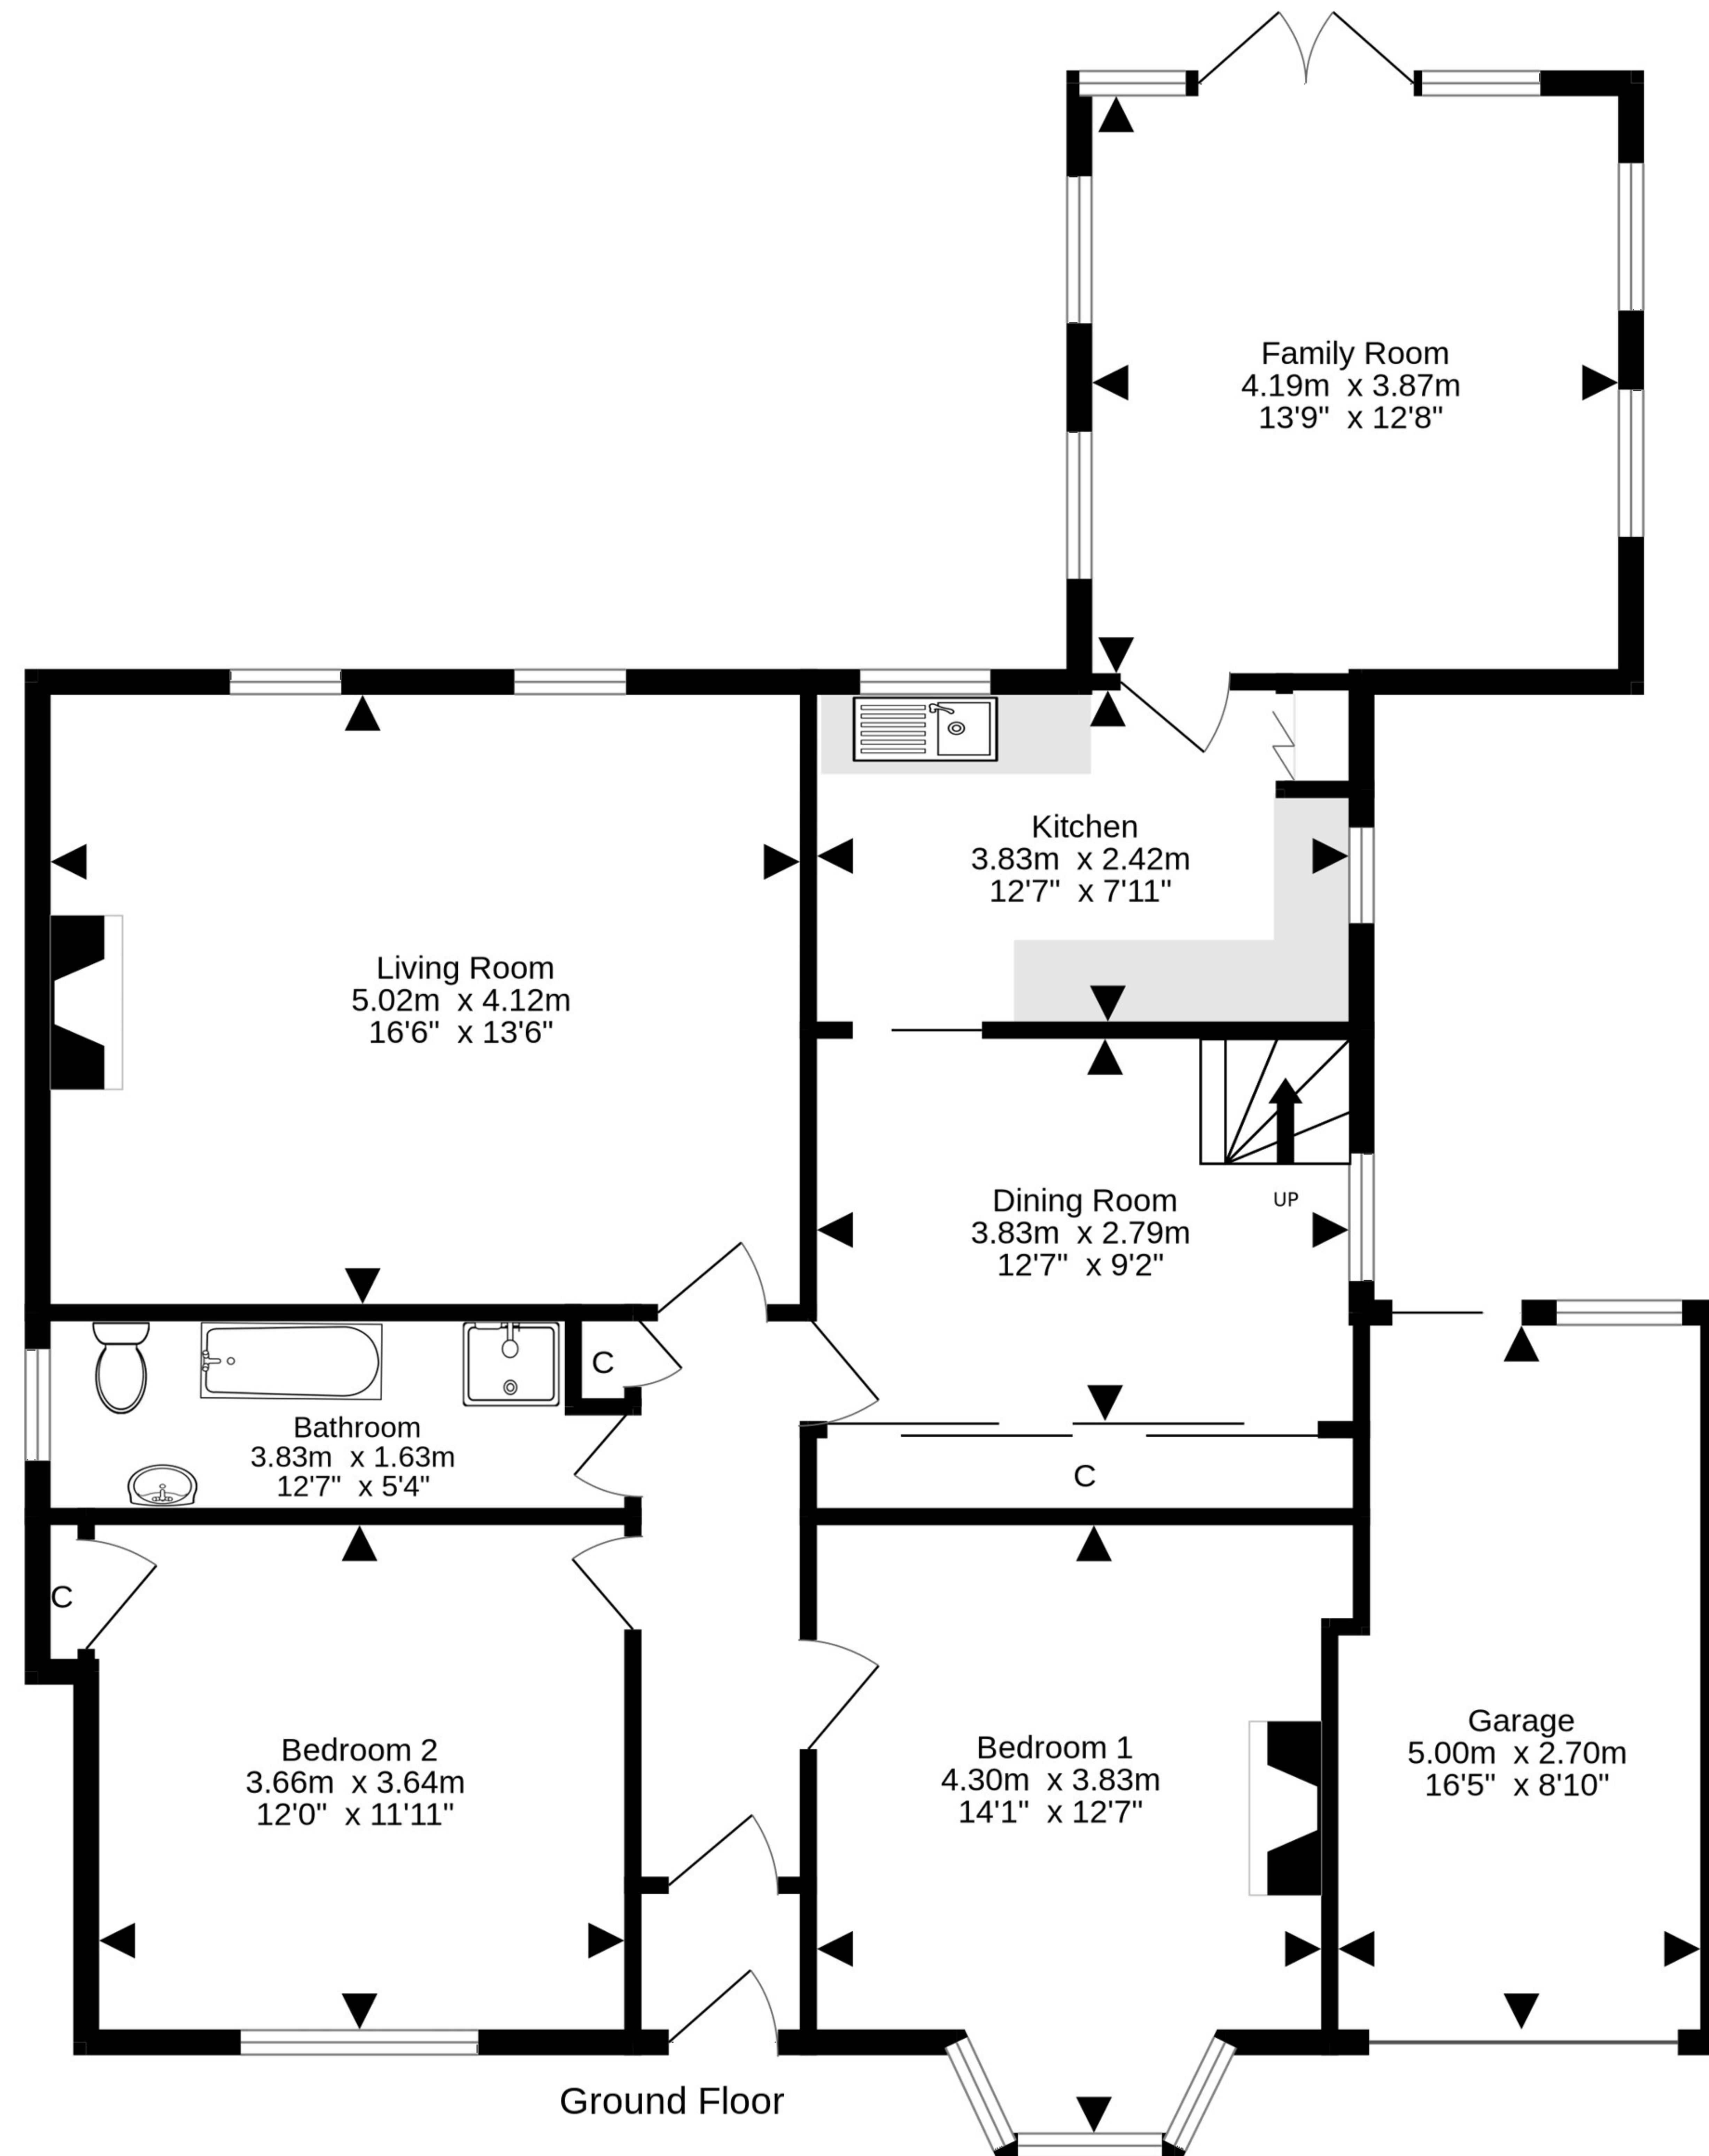 Family Room
4.19m x 3.87m
13'9" x 12'8"
Kitchen
3.83m x 2.42m
12'7" x 7'11"
Living Room
5.02m x 4.12m
16'6" x 13'6"
Dining Room
3.83m x 2.79m
12'7" x 9'2"
UP
C
Bathroom
3.83m x 1.63m
12'7" x 5'4"
C
C
Bedroom 2
3.66m x 3.64m
12'0" x 11'11"
Bedroom 1
4.30m x 3.83m
14'1" x 12'7"
Garage
5.00m x 2.70m
16'5" x 8'10"
Ground Floor